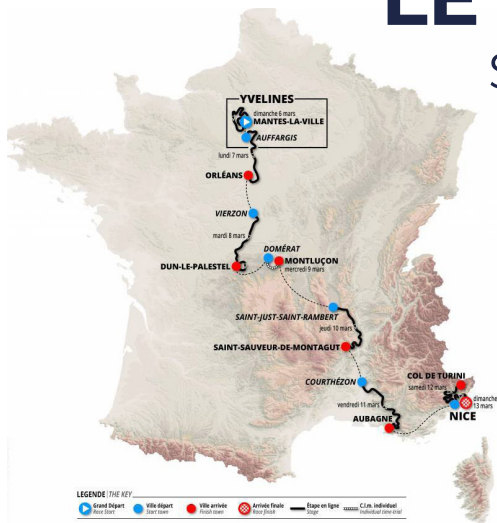 LE
S
YVELINES
dimanche 6 mars
MANTES-LA-VILLE
AUFFARGIS
lundi 7 mars
ORLÉANS
VIERZON
mardi 8 mars
DOMÉRAT
DUN-LE-PALESTEL
MONTLUÇON
mercredi 9 mars
SAINT-JUST-SAINT-RAMBERT
jeudi 10 mars
SAINT-SAUVEUR-DE-MONTAGUT
COURTHÉZON
COL DE TURINI
samedi 12 mars
dimanche
13 mars
vendredi 11 mars
NICE
AUBAGNE
LEGENDE | THE KEY
Grand Départ
Race Start
Ville départ
Start town
Ville arrivée
Finish town
Arrivée finale
Race finish
Étape en ligne
Stage
C.l.m. individuel
Individual time trial